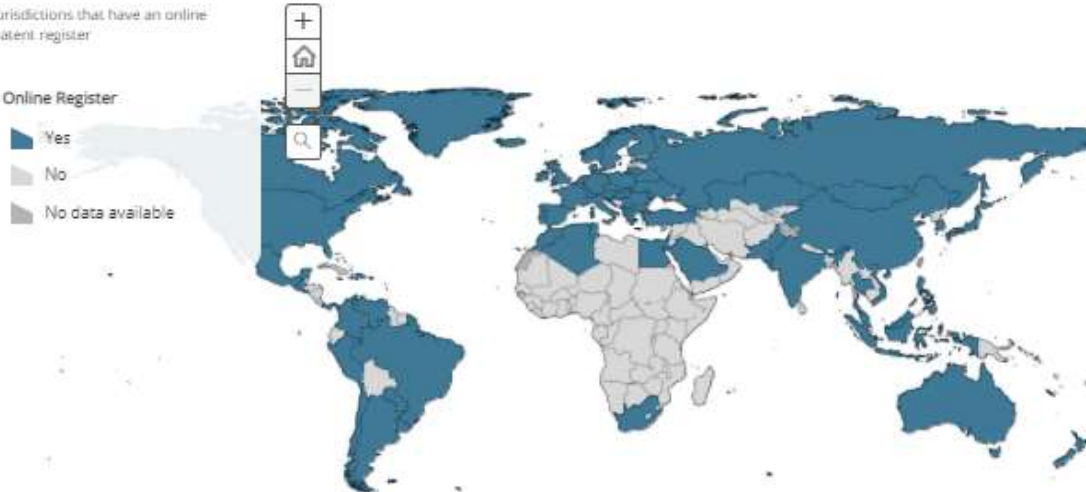 urisdictions that have an online
atent register
Online Register
Yes
No
No data available